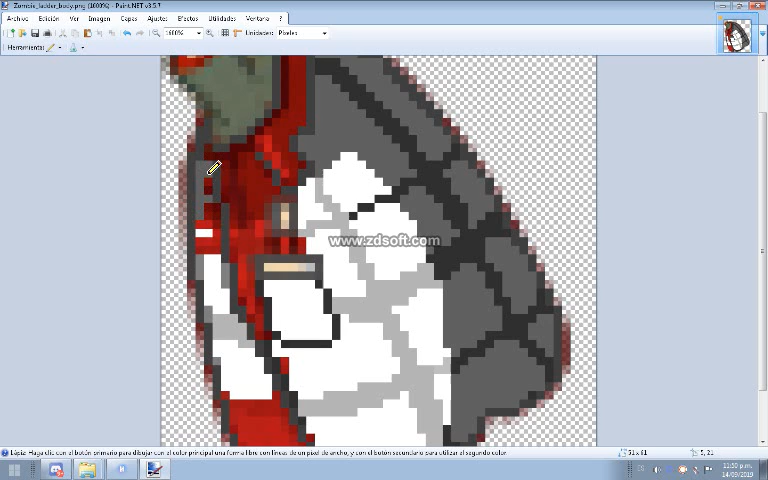 Zombie_ladder_body.png (1600%) - Paint.NET v3.5.7
Archivo Edición Ver Imagen Capas Ajustes Efectos Utilidades Ventana ?
1600% Unidades: Píxeles
Herramienta:
www.zdsoft.com
Lápiz: Haga clic con el botón primario para dibujar con el color principal una forma libre con líneas de un píxel de ancho, y con el botón secundario para utilizar el segundo color. 51 x 61 5, 21
11:50 p.m.
14/09/2019